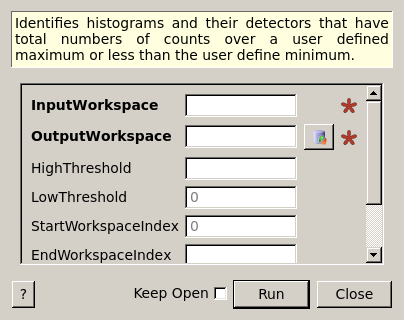 Identifies histograms and their detectors that have
total numbers of counts over a user defined
maximum or less than the user define minimum.
InputWorkspace
OutputWorkspace
HighThreshold
LowThreshold 0
StartWorkspaceIndex 0
EndWorkspaceIndex
? Keep Open Run Close